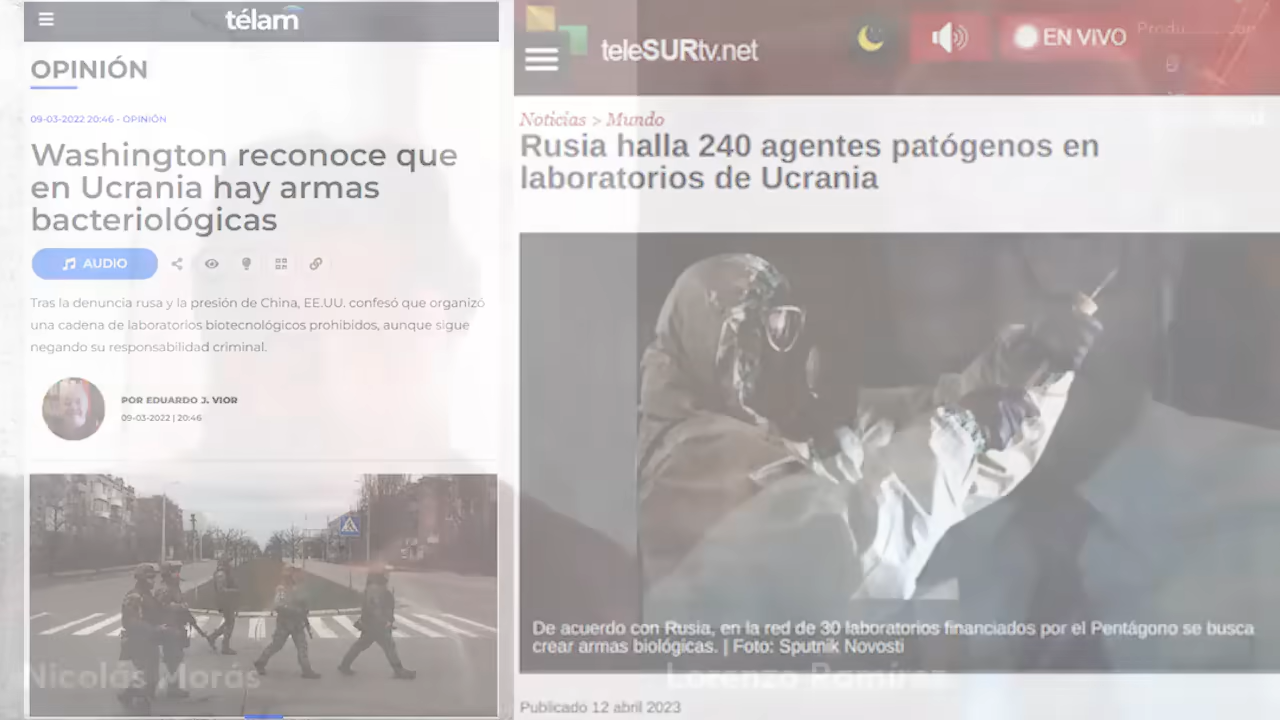 télam
OPINIÓN
09-03-2022 20:46 - OPINIÓN
Washington reconoce que
en Ucrania hay armas
bacteriológicas
AUDIO
Tras la denuncia rusa y la presión de China, EE.UU. confesó que organizó
una cadena de laboratorios biotecnológicos prohibidos, aunque sigue
negando su responsabilidad criminal.
POR EDUARDO J. VIOR
09-03-2022 | 20:46
Nicolás Morás
teleSURtv.net
EN VIVO
Noticias > Mundo
Rusia halla 240 agentes patógenos en
laboratorios de Ucrania
De acuerdo con Rusia, en la red de 30 laboratorios financiados por el Pentágono se busca
crear armas biológicas. | Foto: Sputnik Novosti
Lorenzo Ramírez
Publicado 12 abril 2023